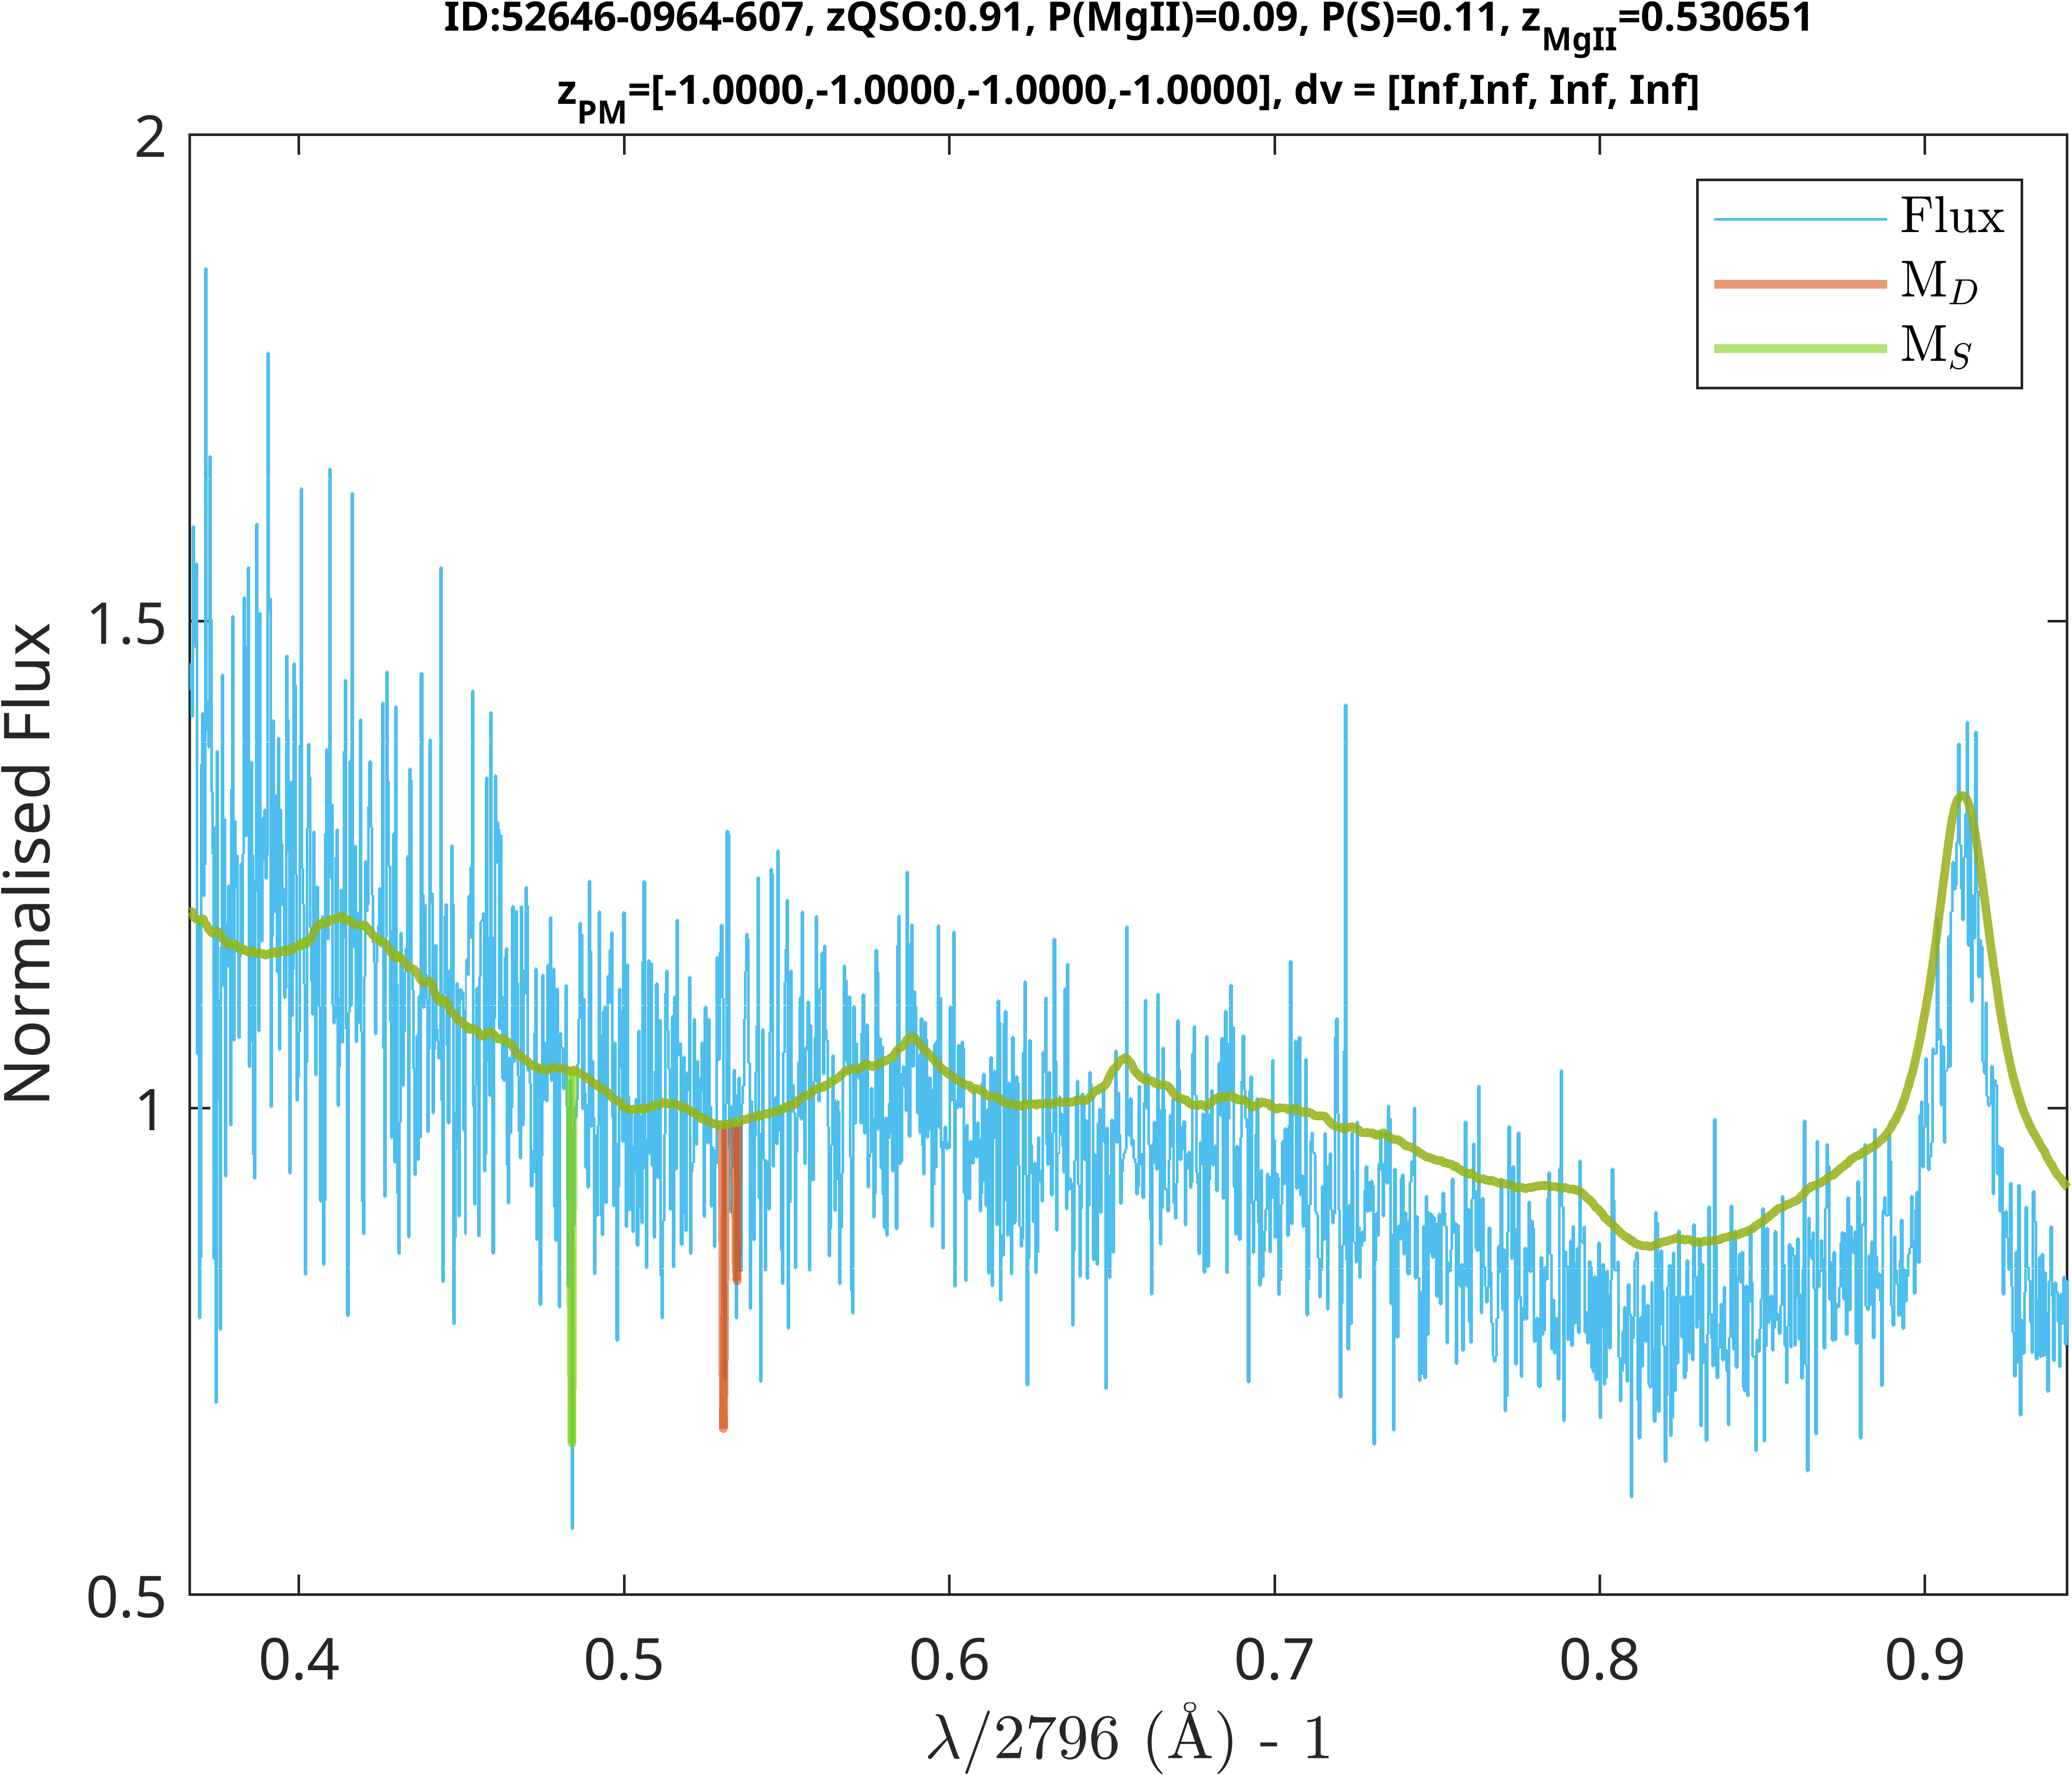 ID:52646-0964-607, zQSO:0.91, P(MgII)=0.09, P(S)=0.11, zMgII=0.530651
zPM=[-1.0000,-1.0000,-1.0000,-1.0000], dv = [Inf,Inf, Inf, Inf]
2
1.5
1
0.5
Normalised Flux
Flux
MD
MS
0.4 0.5 0.6 0.7 0.8 0.9
λ/2796 (Å) - 1